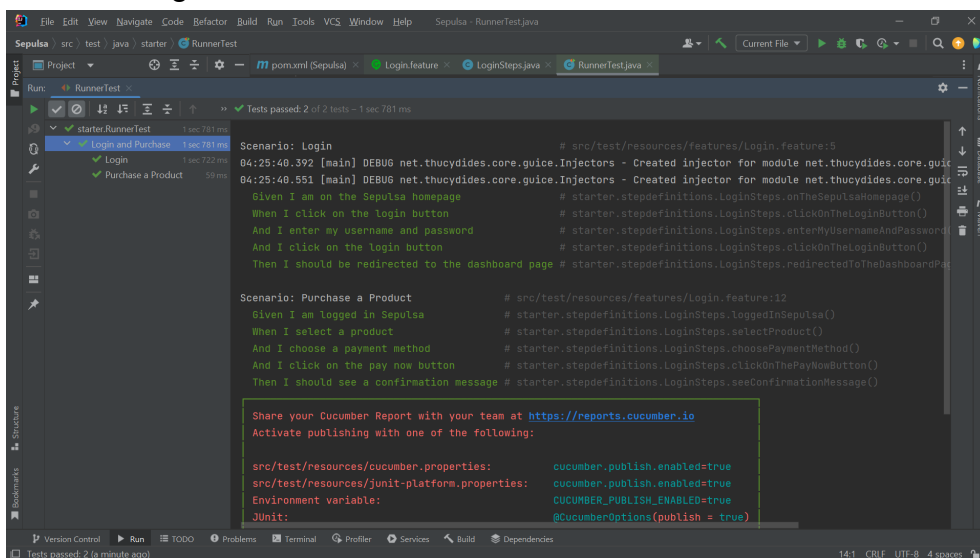 File Edit View Navigate Code Refactor Build Run Tools VCS Window Help Sepulsa - RunnerTest.java
Sepulsa src test java starter RunnerTest Current File
Project pom.xml (Sepulsa) Login.feature LoginSteps.java RunnerTest.java
Run: RunnerTest
Tests passed: 2 of 2 tests – 1 sec 781 ms
starter.RunnerTest 1 sec 781 ms
Login and Purchase 1 sec 781 ms
Login 1 sec 722 ms
Purchase a Product 59 ms
Scenario: Login # src/test/resources/features/Login.feature:5
04:25:40.392 [main] DEBUG net.thucydides.core.guice.Injectors - Created injector for module net.thucydides.core.guic
04:25:40.551 [main] DEBUG net.thucydides.core.guice.Injectors - Created injector for module net.thucydides.core.guic
Given I am on the Sepulsa homepage # starter.stepdefinitions.LoginSteps.onTheSepulsaHomepage()
When I click on the login button # starter.stepdefinitions.LoginSteps.clickOnTheLoginButton()
And I enter my username and password # starter.stepdefinitions.LoginSteps.enterMyUsernameAndPassword(
And I click on the login button # starter.stepdefinitions.LoginSteps.clickOnTheLoginButton()
Then I should be redirected to the dashboard page # starter.stepdefinitions.LoginSteps.redirectedToTheDashboardPag
Scenario: Purchase a Product # src/test/resources/features/Login.feature:12
Given I am logged in Sepulsa # starter.stepdefinitions.LoginSteps.loggedInSepulsa()
When I select a product # starter.stepdefinitions.LoginSteps.selectProduct()
And I choose a payment method # starter.stepdefinitions.LoginSteps.choosePaymentMethod()
And I click on the pay now button # starter.stepdefinitions.LoginSteps.clickOnThePayNowButton()
Then I should see a confirmation message # starter.stepdefinitions.LoginSteps.seeConfirmationMessage()
Share your Cucumber Report with your team at https://reports.cucumber.io
Activate publishing with one of the following:
src/test/resources/cucumber.properties: cucumber.publish.enabled=true
src/test/resources/junit-platform.properties: cucumber.publish.enabled=true
Environment variable: CUCUMBER_PUBLISH_ENABLED=true
JUnit: @CucumberOptions(publish = true)
Project
Structure
Bookmarks
Version Control Run TODO Problems Terminal Profiler Services Build Dependencies
Tests passed: 2 (a minute ago) 14:1 CRLF UTF-8 4 spaces